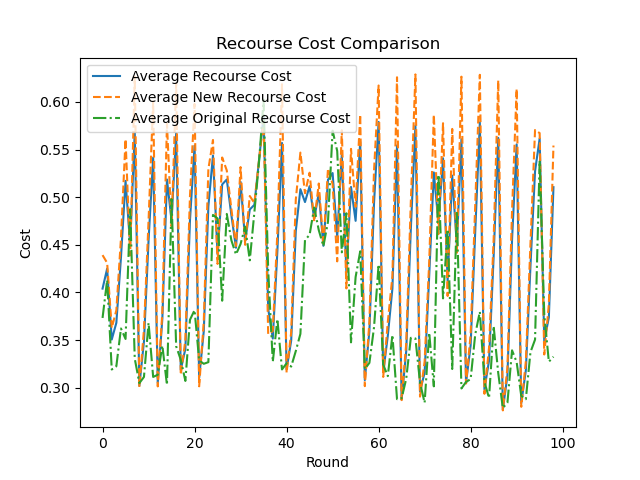 Recourse Cost Comparison
Average Recourse Cost
Average New Recourse Cost
Average Original Recourse Cost
Cost
0.60
0.55
0.50
0.45
0.40
0.35
0.30
0 20 40 60 80 100
Round